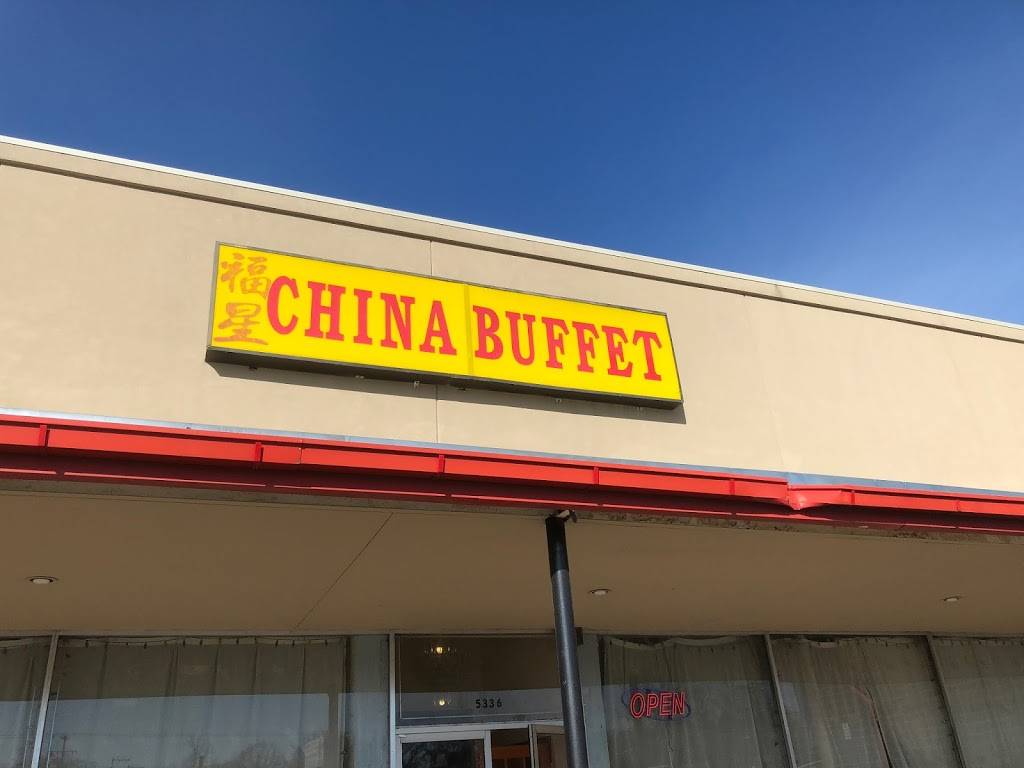 福星
CHINA BUFFET
5336
OPEN